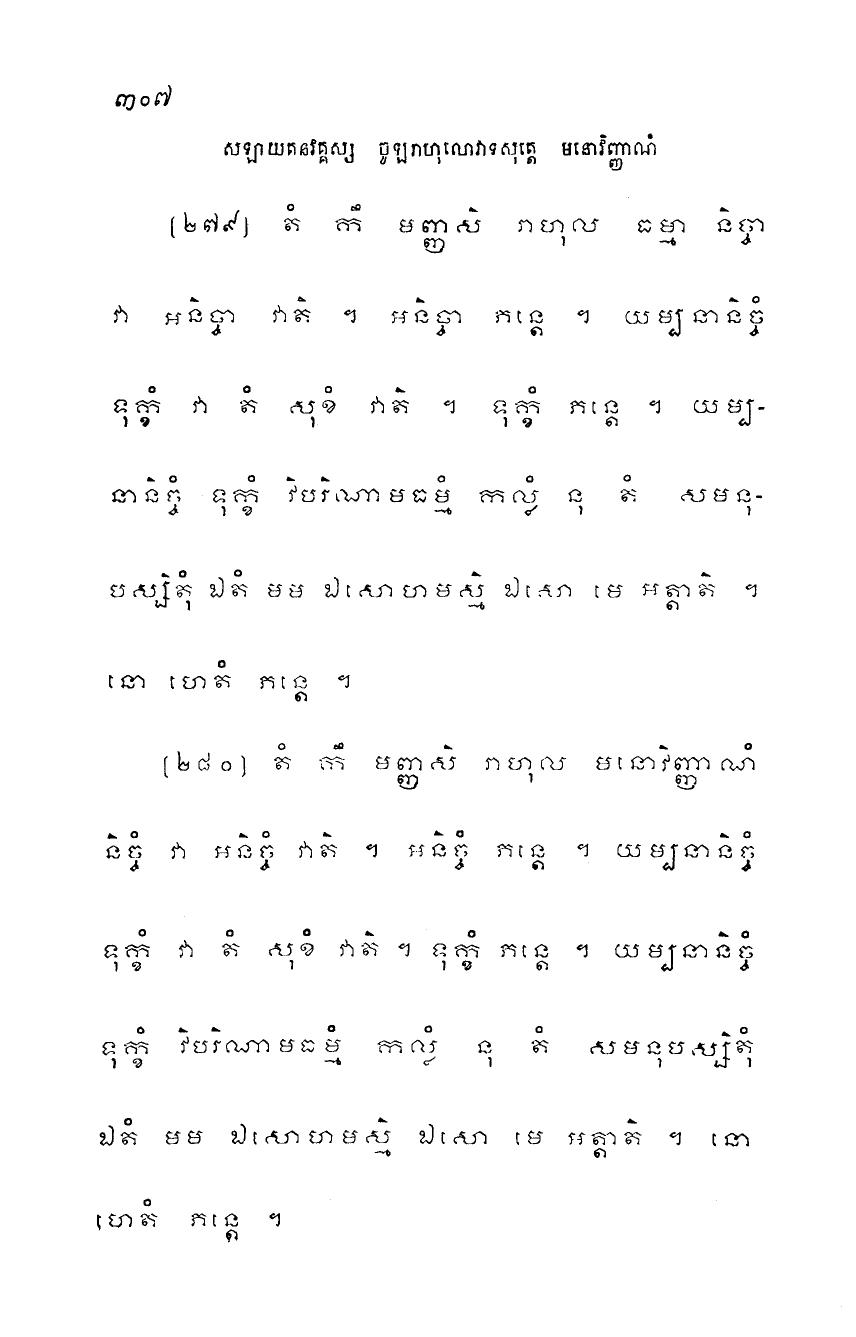 ៣០៧
សឡាយតនវគ្គស្ស ចូឡរាហុលោវាទសុត្តេ មនោវិញ្ញាណំ
(២៧៩) តំ កឹ មញ្ញសិ រាហុល ធម្មា និច្ចា
វា អនិច្ចា វាតិ ។ អនិច្ចា ភន្តេ ។ យម្បនានិច្ចំ
ទុក្ខំ វា តំ សុខំ វាតិ ។ ទុក្ខំ ភន្តេ ។ យម្ប-
នានិច្ចំ ទុក្ខំ វិបរិណាមធម្មំ កល្លំ នុ តំ សមនុ-
បស្សិតុំ ឯតំ មម ឯសោហមស្មិ ឯសោ មេ អត្តាតិ ។
នោ ហេតំ ភន្តេ ។
(២៨០) តំ កឹ មញ្ញសិ រាហុល មនោវិញ្ញាណំ
និច្ចំ វា អនិច្ចំ វាតិ ។ អនិច្ចំ ភន្តេ ។ យម្បនានិច្ចំ
ទុក្ខំ វា តំ សុខំ វាតិ ។ ទុក្ខំ ភន្តេ ។ យម្បនានិច្ចំ
ទុក្ខំ វិបរិណាមធម្មំ កល្លំ នុ តំ សមនុបស្សិតុំ
ឯតំ មម ឯសោហមស្មិ ឯសោ មេ អត្តាតិ ។ នោ
ហេតំ ភន្តេ ។